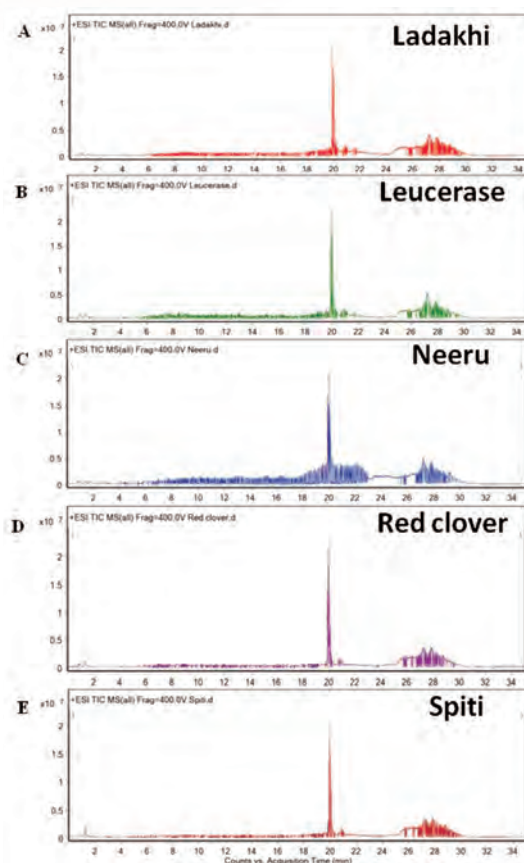 A
x10 7
+ESI TIC MS(all) Frag=400.0V Ladakhi.d
Ladakhi
2
1.5
1
0.5
0
2 4 6 8 10 12 14 16 18 20 22 24 26 28 30 32 34
B
x10 7
+ESI TIC MS(all) Frag=400.0V Leucerase.d
Leucerase
2
1.5
1
0.5
0
2 4 6 8 10 12 14 16 18 20 22 24 26 28 30 32 34
C
x10 7
+ESI TIC MS(all) Frag=400.0V Neeru.d
Neeru
2
1.5
1
0.5
0
2 4 6 8 10 12 14 16 18 20 22 24 26 28 30 32 34
D
x10 7
+ESI TIC MS(all) Frag=400.0V Red clover.d
Red clover
2
1.5
1
0.5
0
2 4 6 8 10 12 14 16 18 20 22 24 26 28 30 32 34
E
x10 7
+ESI TIC MS(all) Frag=400.0V Spiti.d
Spiti
2
1.5
1
0.5
0
2 4 6 8 10 12 14 16 18 20 22 24 26 28 30 32 34
Counts vs. Acquisition Time (min)